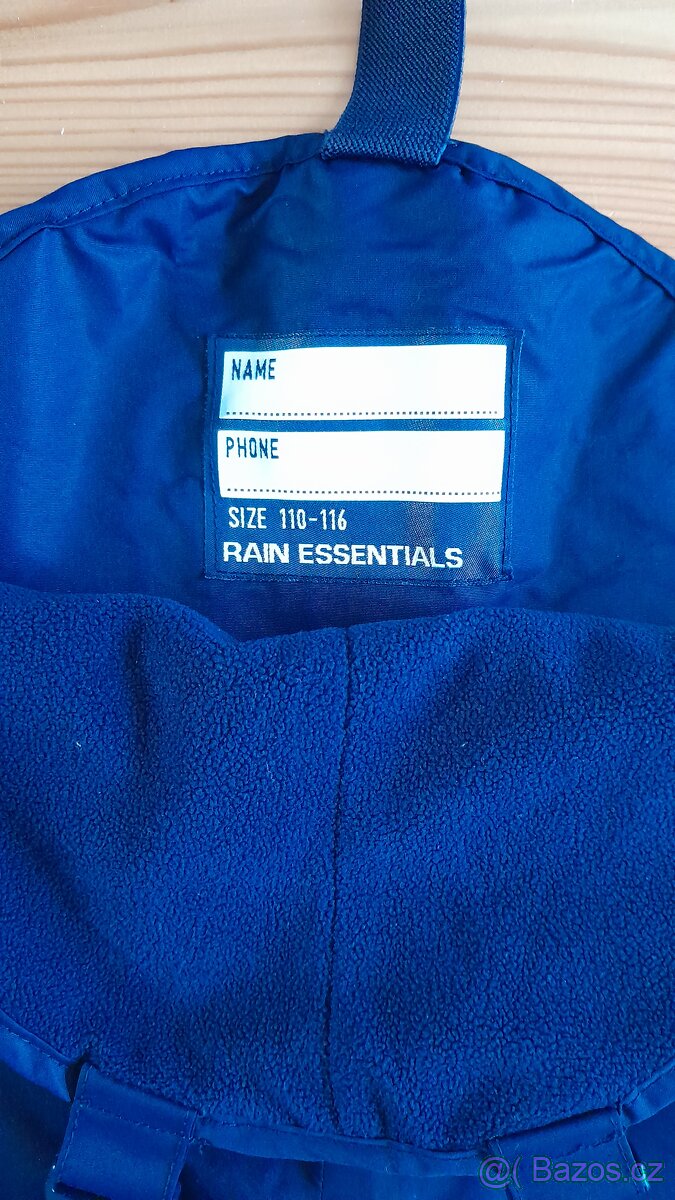 NAME
PHONE
SIZE 110-116
RAIN ESSENTIALS
@( Bazos.cz